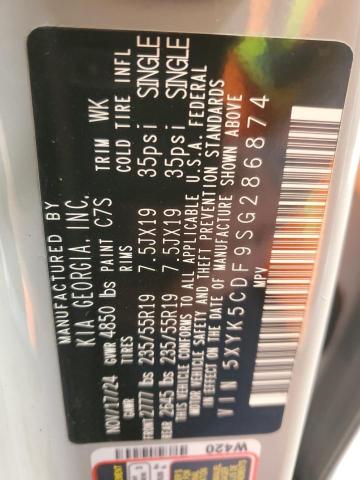 MANUFACTURED BY
KIA GEORGIA, INC.
NOV/17/24 GVWR 4850 lbs PAINT C7S TRIM WK
GAWR TIRES RIMS COLD TIRE INFL
FRONT 2777 lbs 235/55R19 7.5JX19 35psi SINGLE
REAR 2645 lbs 235/55R19 7.5JX19 35psi SINGLE
THIS VEHICLE CONFORMS TO ALL APPLICABLE U.S.A. FEDERAL
MOTOR VEHICLE SAFETY AND THEFT PREVENTION STANDARDS
IN EFFECT ON THE DATE OF MANUFACTURE SHOWN ABOVE
VIN 5XYK5CDF9SG286874
MPV
W420